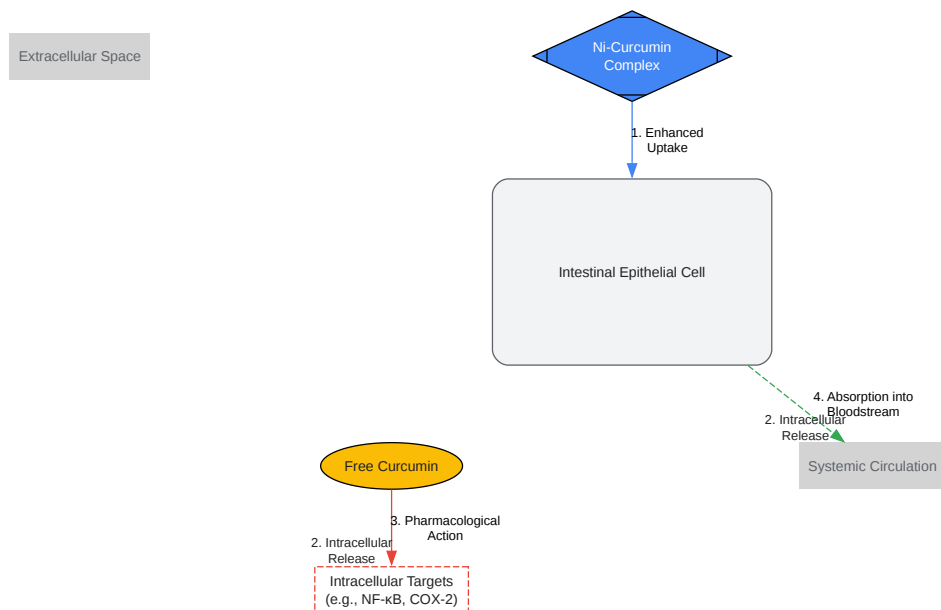 Extracellular Space
Ni-Curcumin
Complex
1. Enhanced
Uptake
Intestinal Epithelial Cell
4. Absorption into
Bloodstream
2. Intracellular
Release
Systemic Circulation
Free Curcumin
3. Pharmacological
Action
2. Intracellular
Release
Intracellular Targets
(e.g., NF-κB, COX-2)